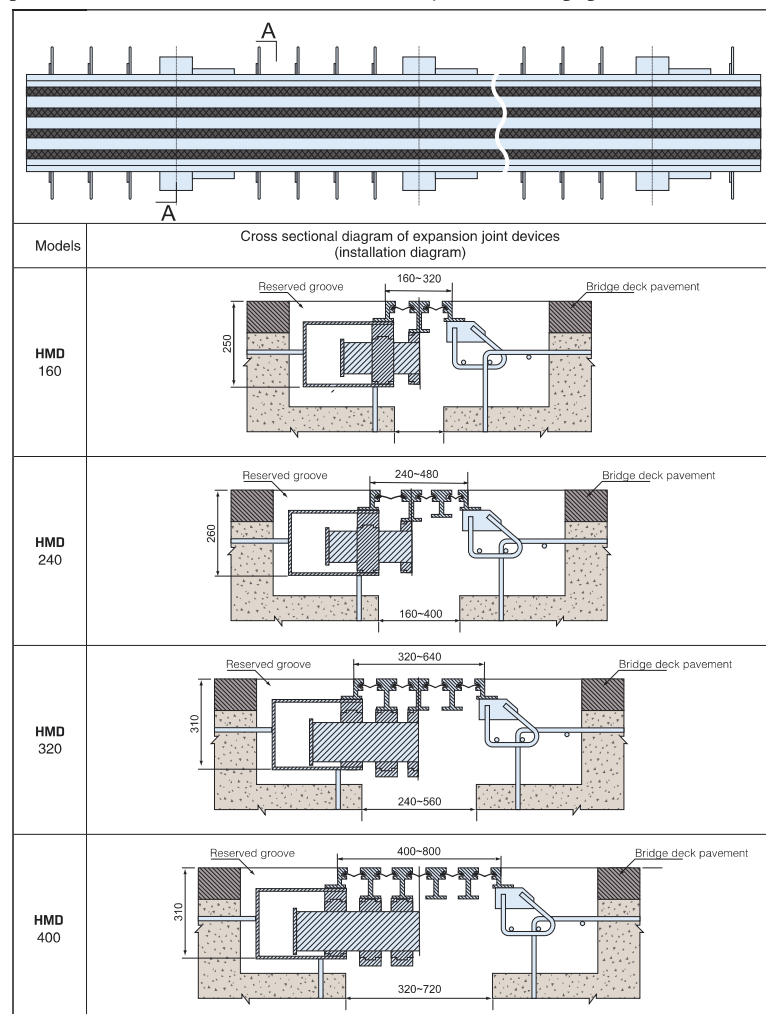 A
A
Models
Cross sectional diagram of expansion joint devices
(installation diagram)
HMD
160
Reserved groove
160~320
Bridge deck pavement
250
HMD
240
Reserved groove
240~480
Bridge deck pavement
260
160~400
HMD
320
Reserved groove
320~640
Bridge deck pavement
310
240~560
HMD
400
Reserved groove
400~800
Bridge deck pavement
310
320~720